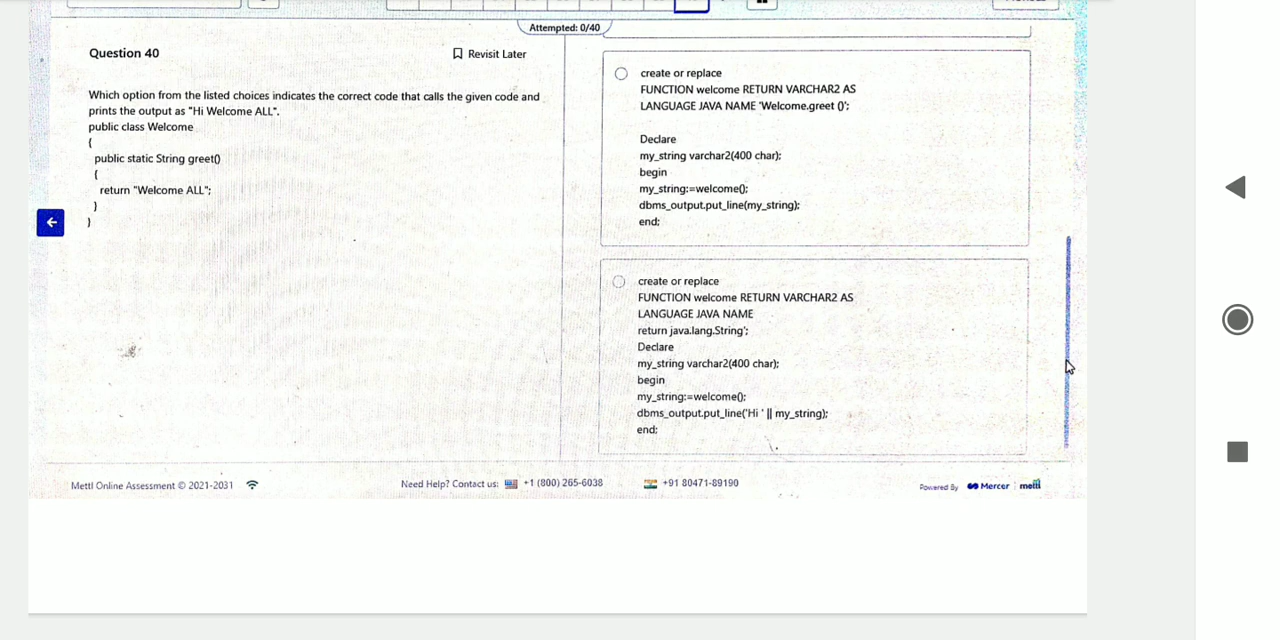 Attempted: 0/40
Question 40
Revisit Later
Which option from the listed choices indicates the correct code that calls the given code and
prints the output as "Hi Welcome ALL".
public class Welcome
{
public static String greet()
{
return "Welcome ALL";
}
}
create or replace
FUNCTION welcome RETURN VARCHAR2 AS
LANGUAGE JAVA NAME 'Welcome.greet ()';
Declare
my_string varchar2(400 char);
begin
my_string:=welcome();
dbms_output.put_line(my_string);
end;
create or replace
FUNCTION welcome RETURN VARCHAR2 AS
LANGUAGE JAVA NAME
return java.lang.String';
Declare
my_string varchar2(400 char);
begin
my_string:=welcome();
dbms_output.put_line('Hi ' || my_string);
end;
Mettl Online Assessment © 2021-2031
Need Help? Contact us: +1 (800) 265-6038
+91 80471-89190
Powered By Mercer mettl